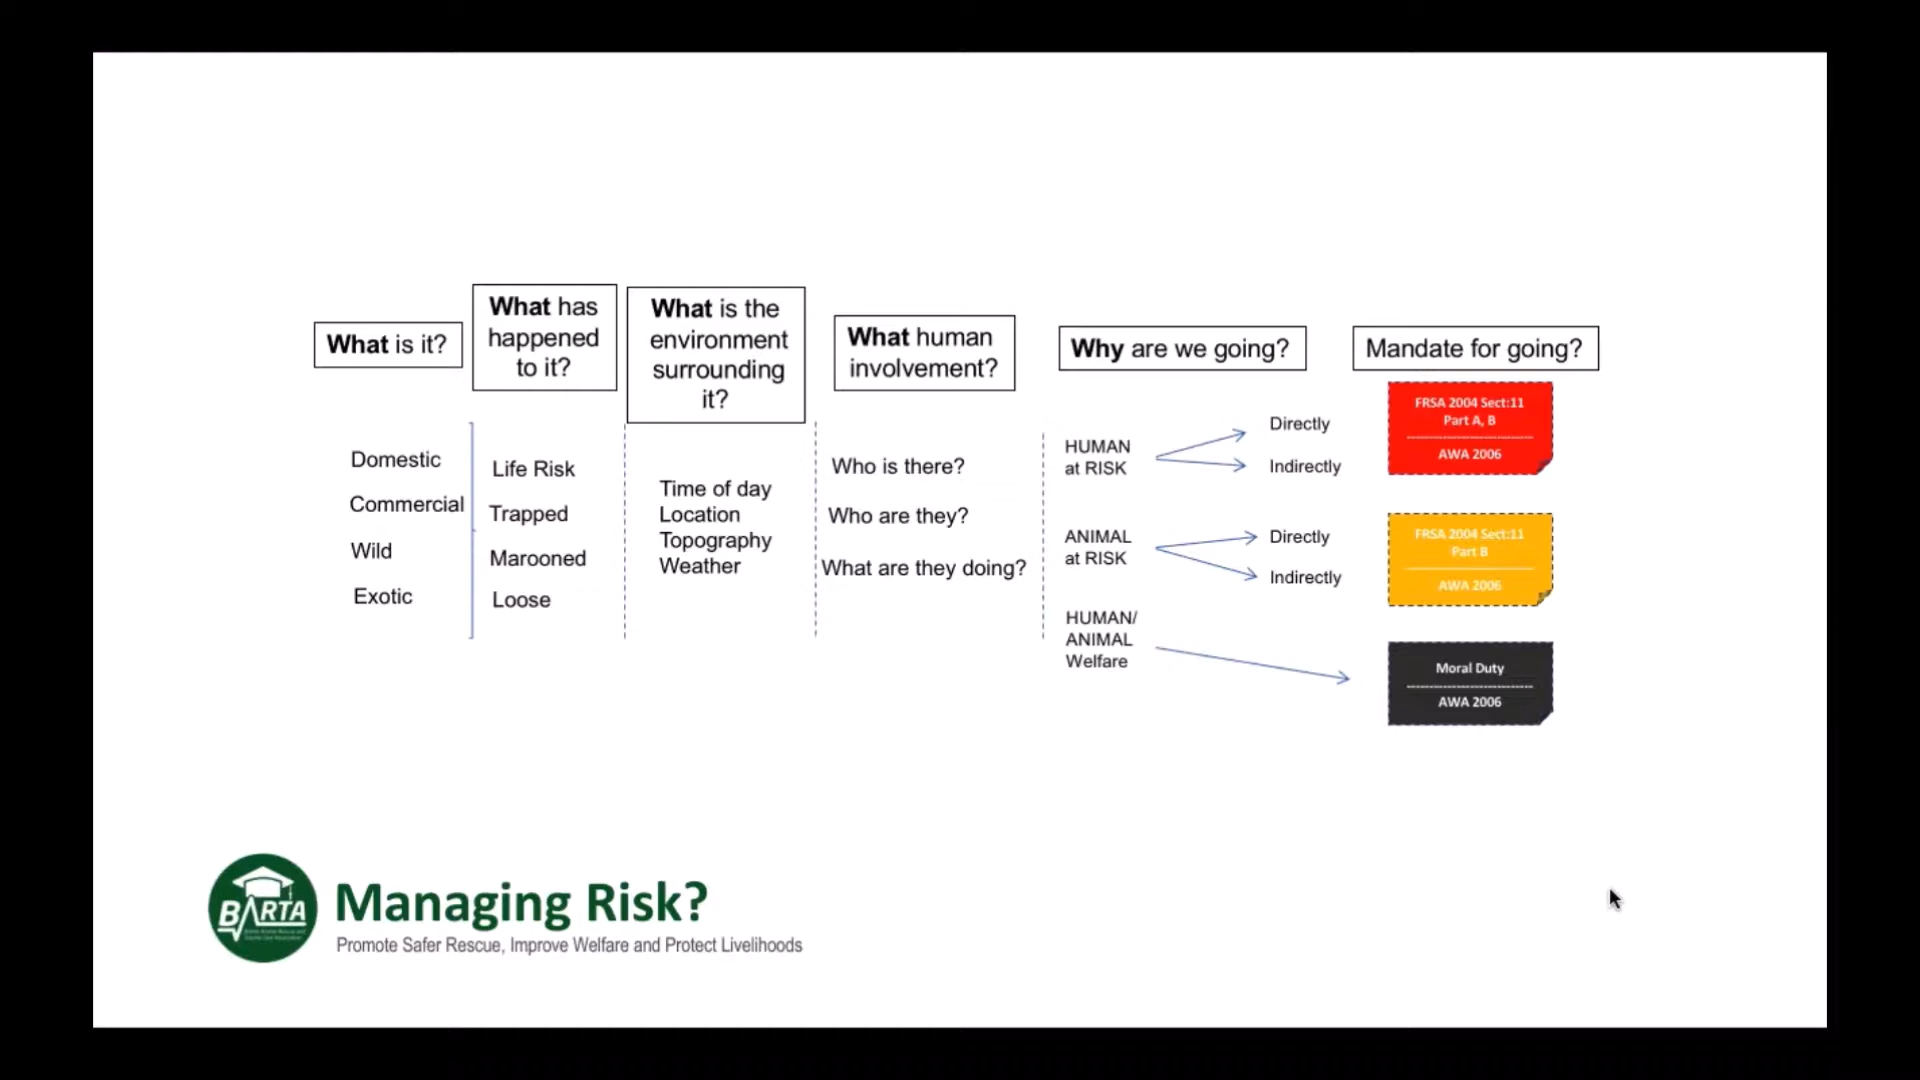 What is it?
What has
happened
to it?
What is the
environment
surrounding
it?
What human
involvement?
Why are we going?
Mandate for going?
Domestic
Commercial
Wild
Exotic
Life Risk
Trapped
Marooned
Loose
Time of day
Location
Topography
Weather
Who is there?
Who are they?
What are they doing?
HUMAN
at RISK
Directly
Indirectly
ANIMAL
at RISK
Directly
Indirectly
HUMAN/
ANIMAL
Welfare
FRSA 2004 Sect:11
Part A, B
AWA 2006
FRSA 2004 Sect:11
Part B
AWA 2006
Moral Duty
AWA 2006
BARTA
Managing Risk?
Promote Safer Rescue, Improve Welfare and Protect Livelihoods